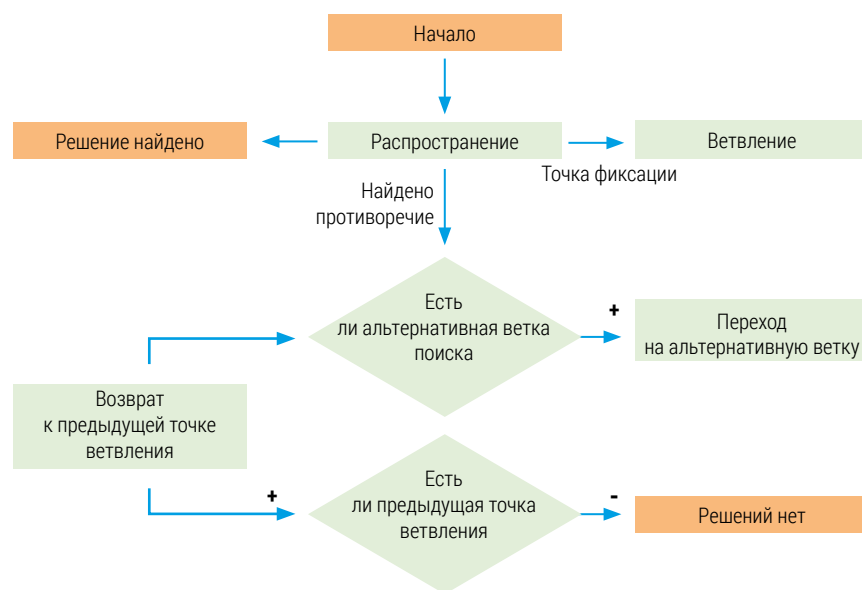 Начало
Решение найдено
Распространение
Ветвление
Точка фиксации
Найдено
противоречие
Есть
ли альтернативная ветка
поиска
+
Переход
на альтернативную ветку
Возврат
к предыдущей точке
ветвления
+
Есть
ли предыдущая точка
ветвления
-
Решений нет